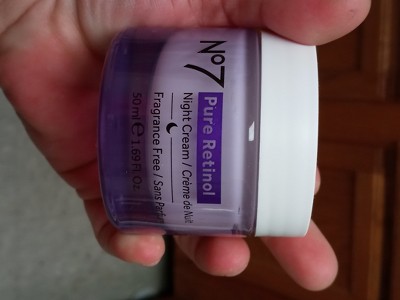 No7
Pure Retinol
Night Cream / Crème de Nuit
Fragrance Free / Sans Parfum
50ml ℮ 1.69 Fl. Oz.